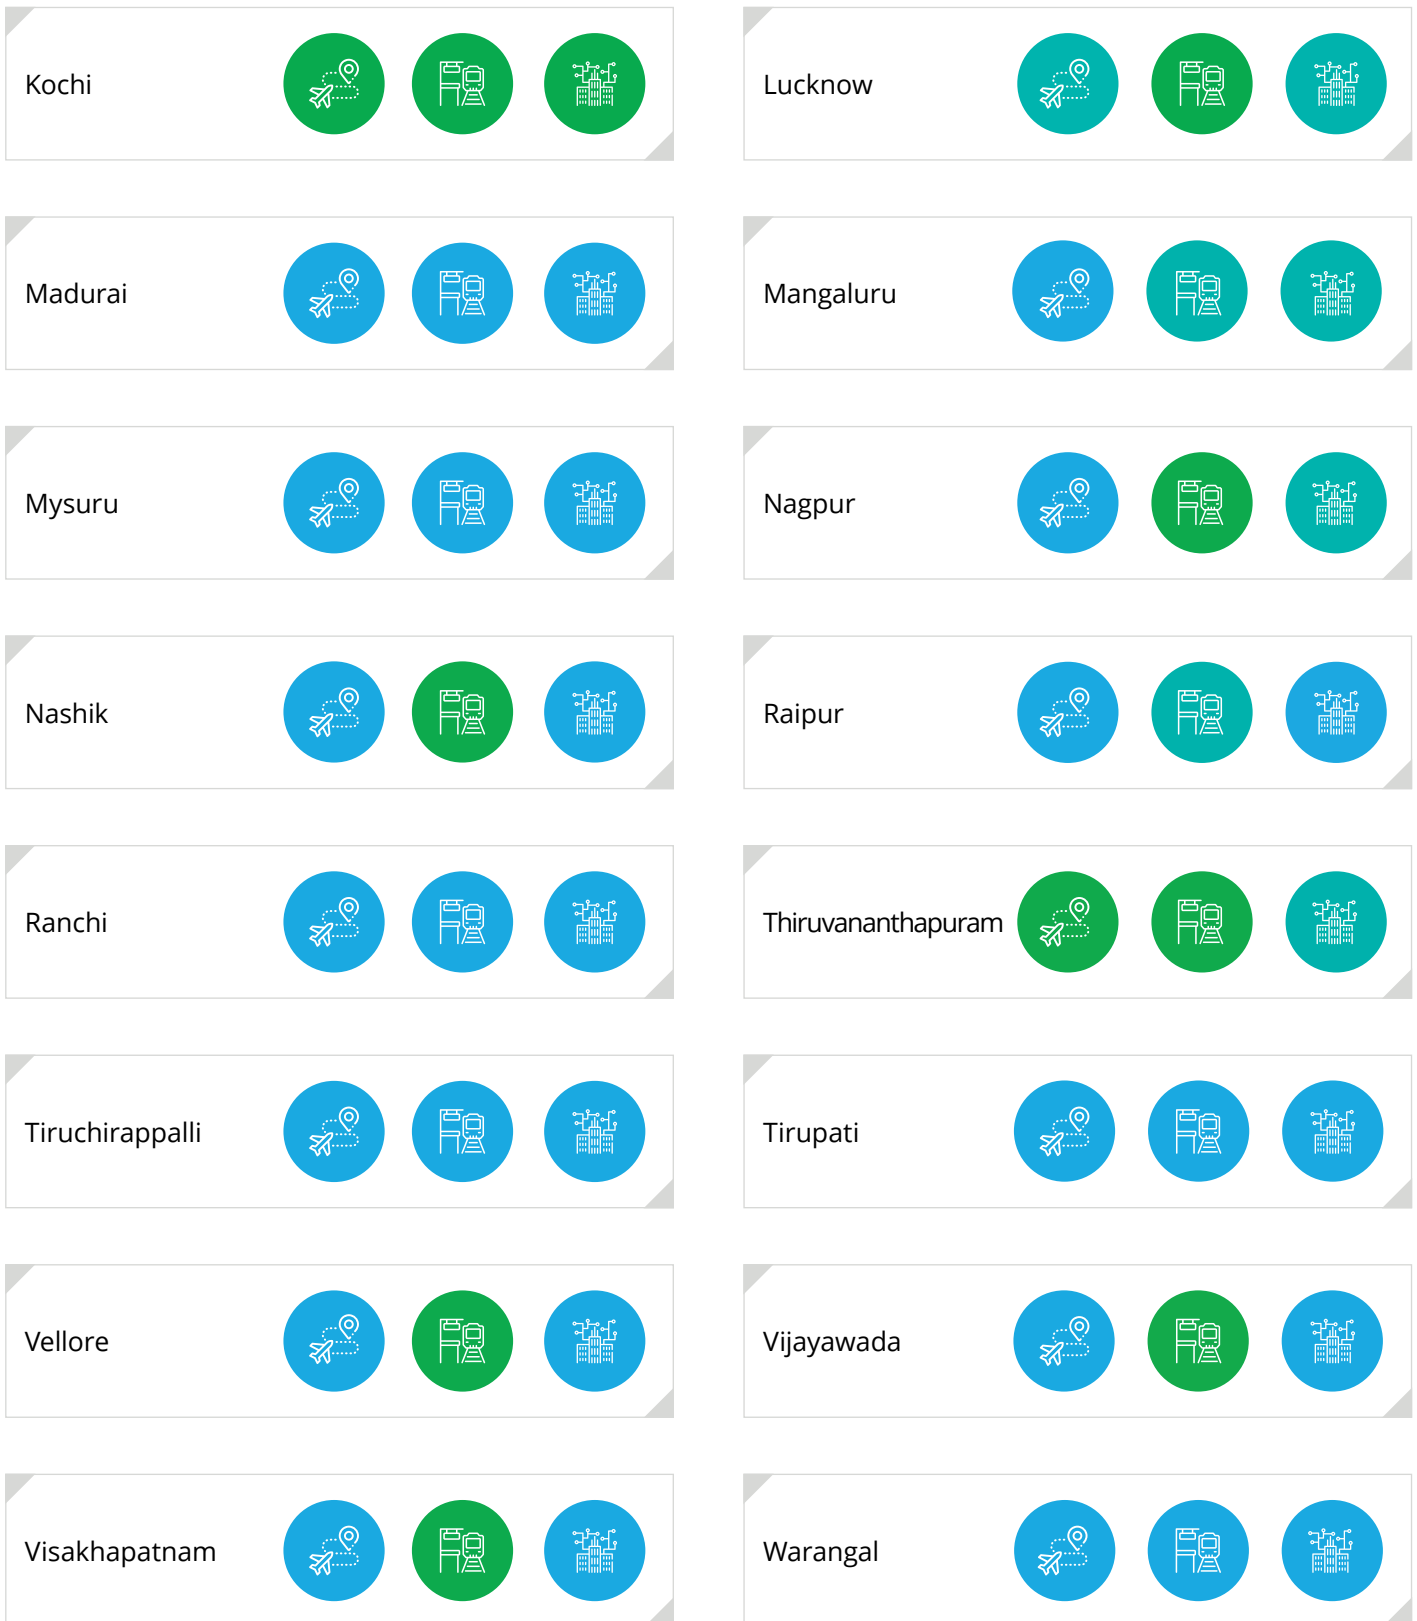 Kochi
Lucknow
Madurai
Mangaluru
Mysuru
Nagpur
Nashik
Raipur
Ranchi
Thiruvananthapuram
Tiruchirappalli
Tirupati
Vellore
Vijayawada
Visakhapatnam
Warangal